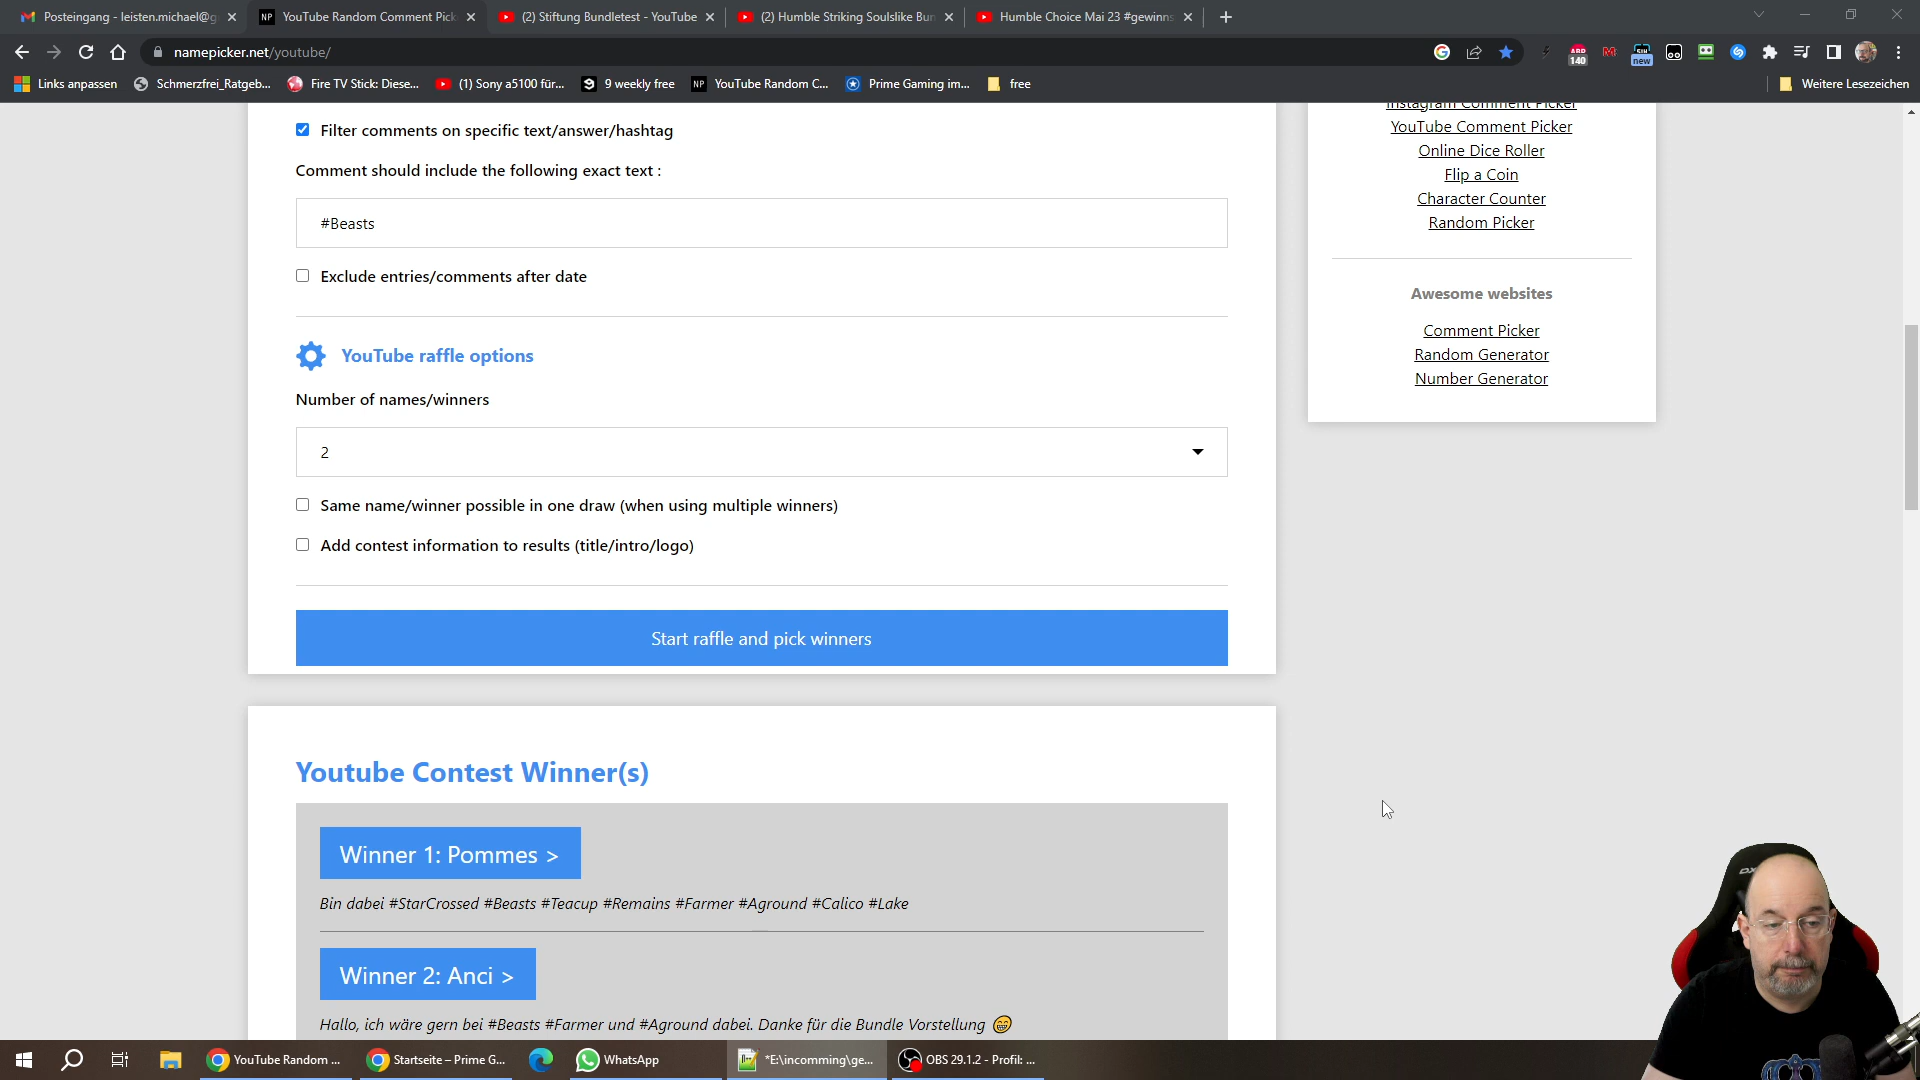 Posteingang - leisten.michael@g
YouTube Random Comment Pick
(2) Stiftung Bundletest - YouTube
(2) Humble Striking Soulslike Bun
Humble Choice Mai 23 #gewinns
namepicker.net/youtube/
ABP
140
new
Links anpassen
Schmerzfrei_Ratgeb...
Fire TV Stick: Diese...
(1) Sony a5100 für...
9 weekly free
NP
YouTube Random C...
Prime Gaming im...
free
Weitere Lesezeichen
Filter comments on specific text/answer/hashtag
Comment should include the following exact text :
#Beasts
Exclude entries/comments after date
YouTube raffle options
Number of names/winners
2
Same name/winner possible in one draw (when using multiple winners)
Add contest information to results (title/intro/logo)
Start raffle and pick winners
Instagram Comment Picker
YouTube Comment Picker
Online Dice Roller
Flip a Coin
Character Counter
Random Picker
Awesome websites
Comment Picker
Random Generator
Number Generator
Youtube Contest Winner(s)
Winner 1: Pommes >
Bin dabei #StarCrossed #Beasts #Teacup #Remains #Farmer #Aground #Calico #Lake
Winner 2: Anci >
Hallo, ich wäre gern bei #Beasts #Farmer und #Aground dabei. Danke für die Bundle Vorstellung 😁
YouTube Random ...
Startseite – Prime G...
WhatsApp
*E:\incomming\ge...
OBS 29.1.2 - Profil: ...